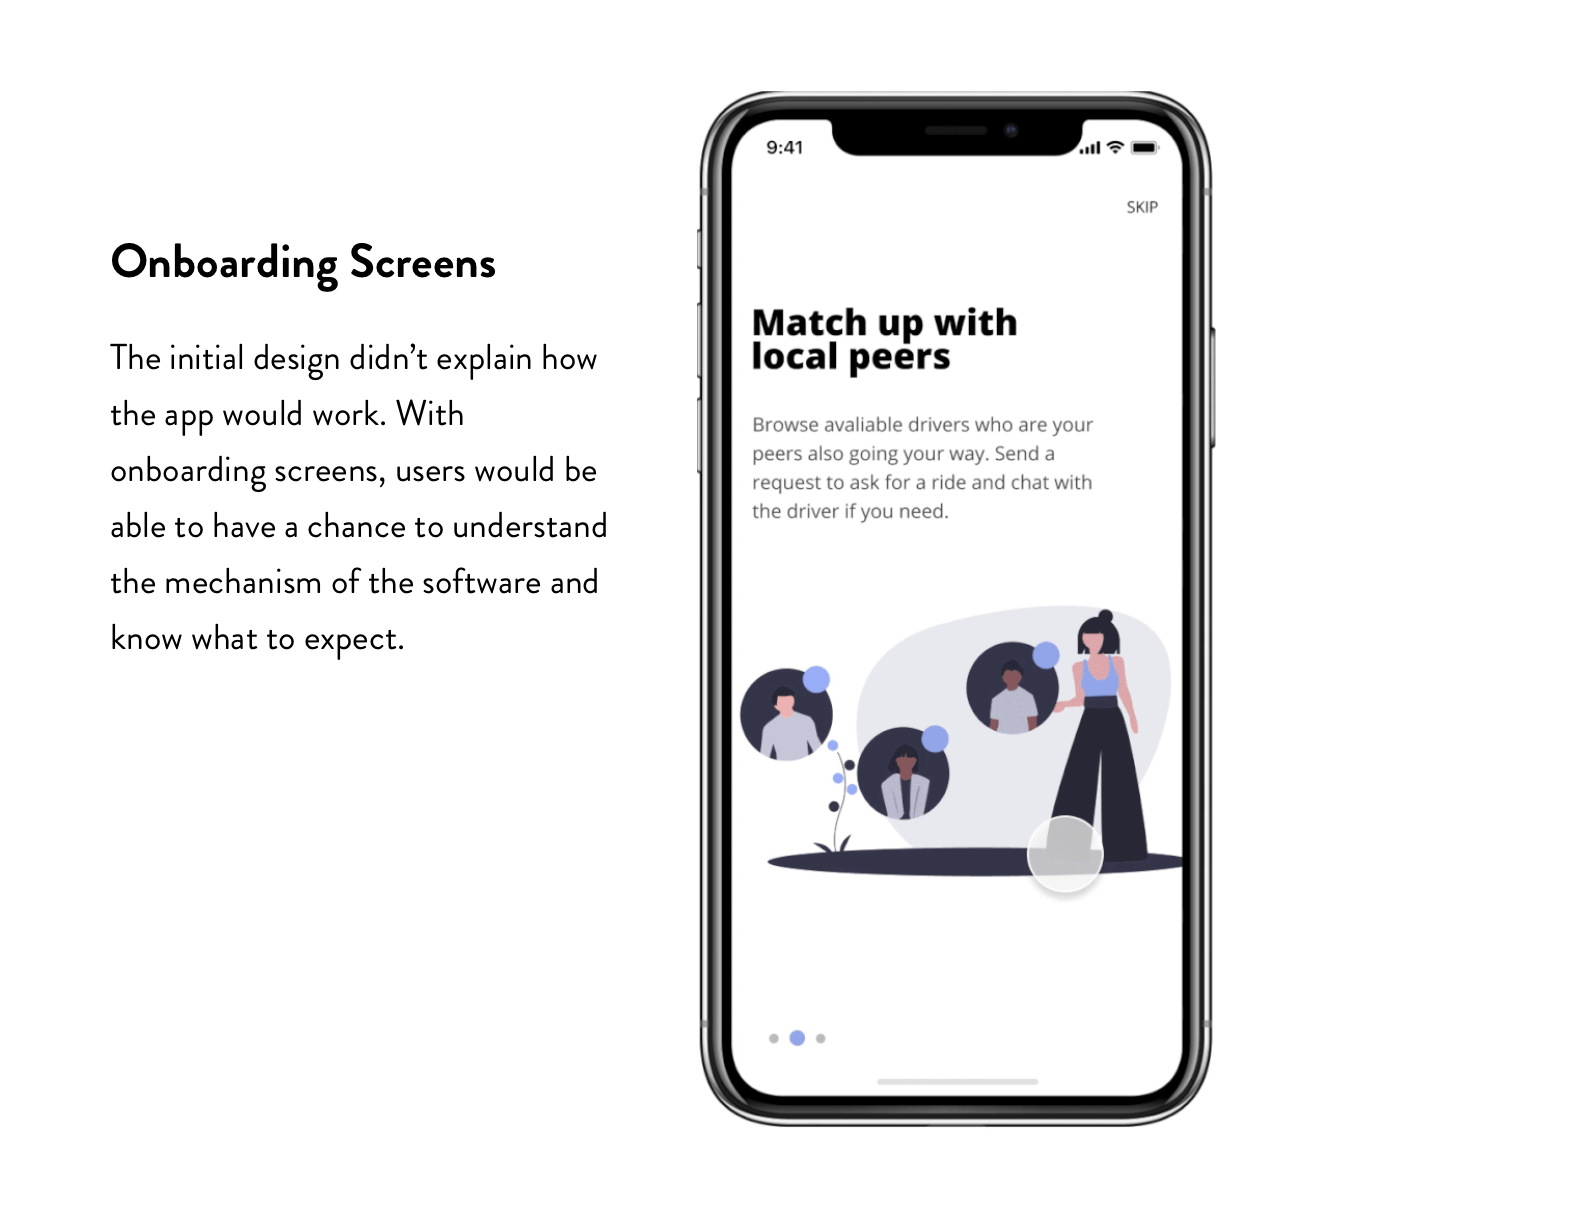 Onboarding Screens
The initial design didn't explain how
the app would work. With
onboarding screens, users would be
able to have a chance to understand
the mechanism of the software and
know what to expect.
9:41
SKIP
Match up with
local peers
Browse avaliable drivers who are your
peers also going your way. Send a
request to ask for a ride and chat with
the driver if you need.